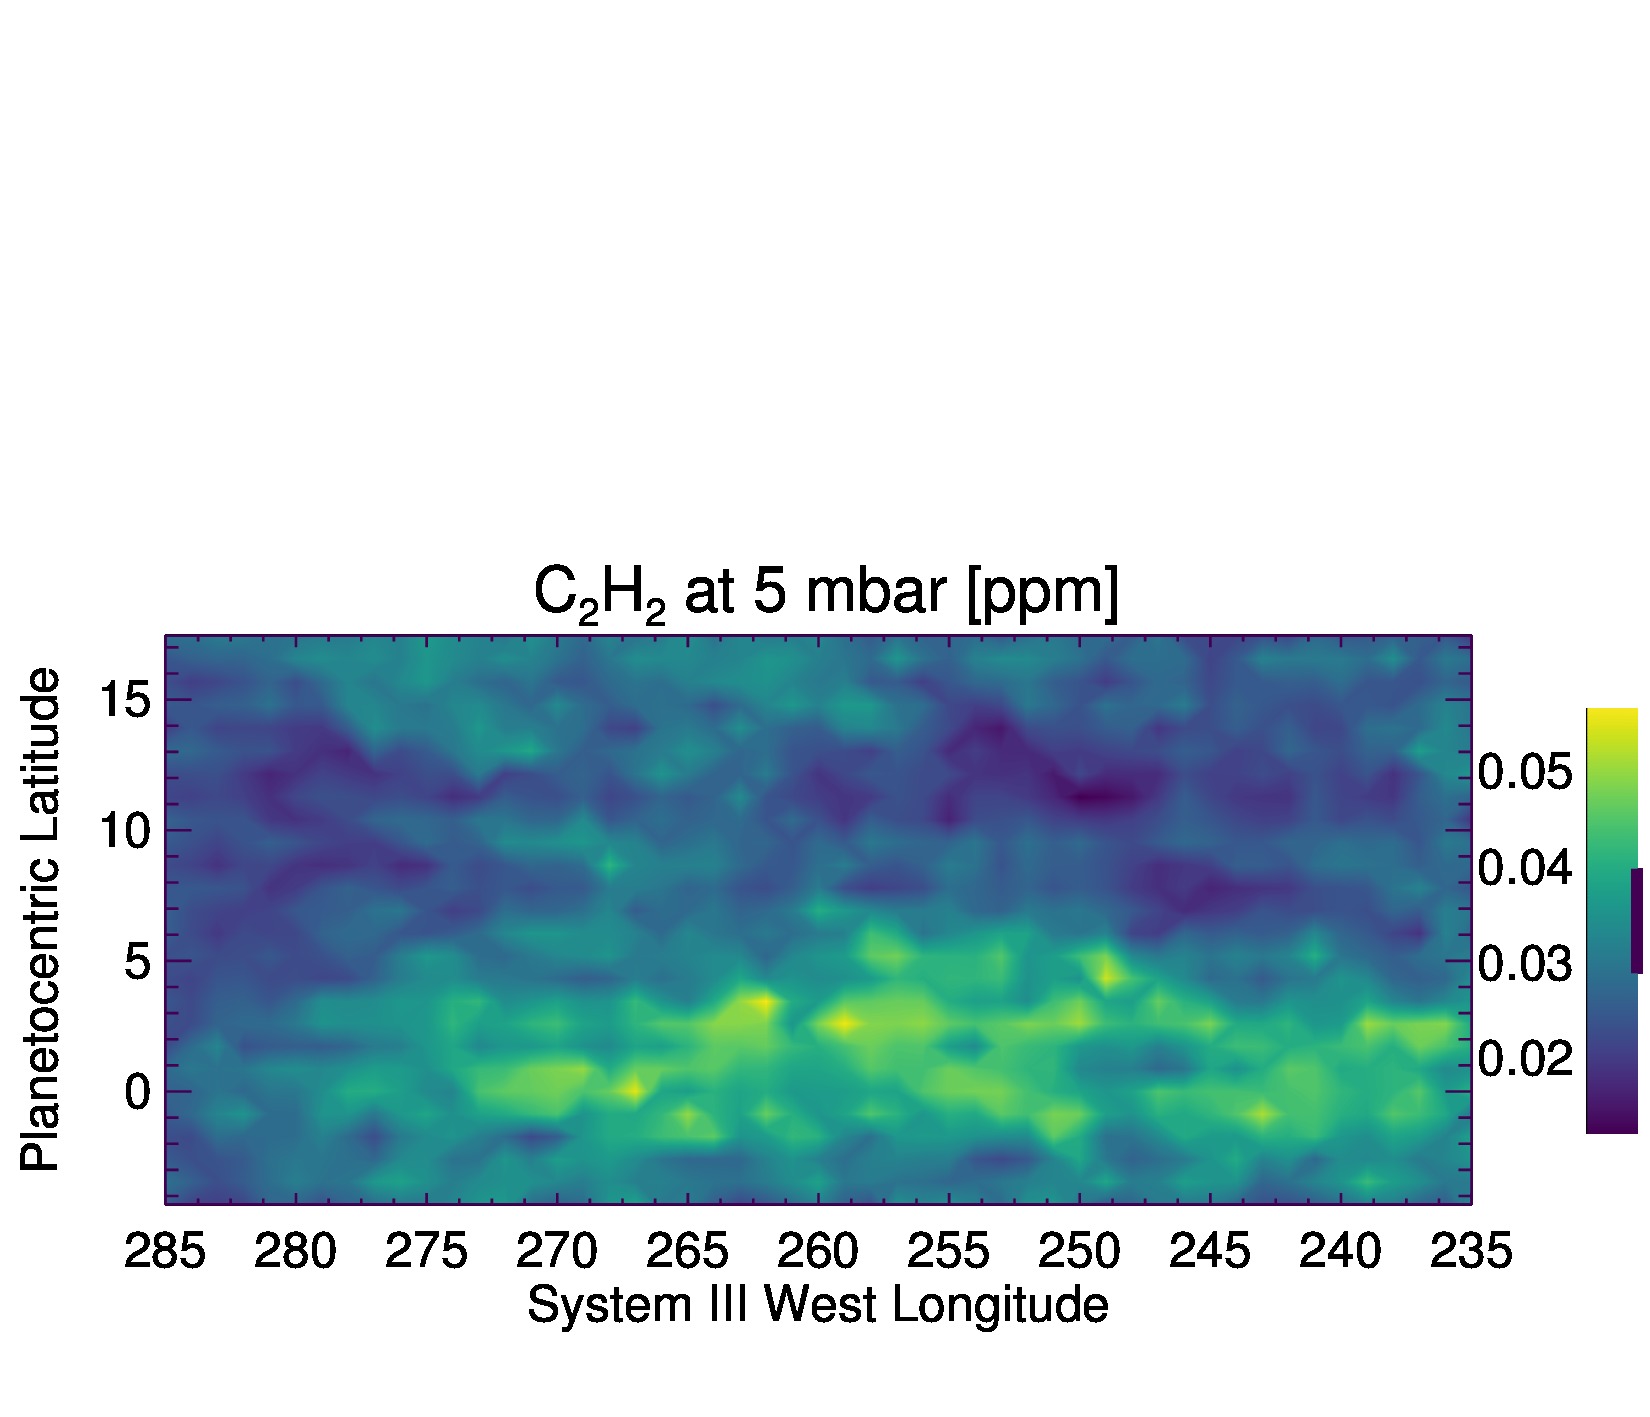 C₂H₂ at 5 mbar [ppm]
Planetocentric Latitude
15
10
5
0
0.05
0.04
0.03
0.02
285 280 275 270 265 260 255 250 245 240 235
System III West Longitude